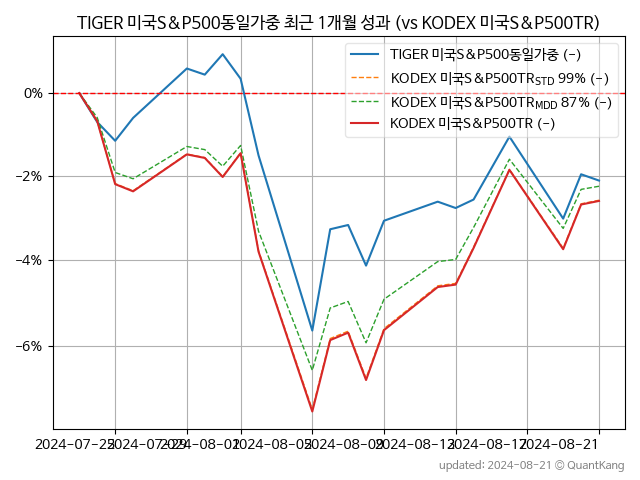 TIGER 미국S&P500동일가중 최근 1개월 성과 (vs KODEX 미국S&P500TR)
TIGER 미국S&P500동일가중 (-)
KODEX 미국S&P500TR STD 99% (-)
KODEX 미국S&P500TR MDD 87% (-)
KODEX 미국S&P500TR (-)
0%
−2%
−4%
−6%
2024-07-25 2024-07-29 2024-08-01 2024-08-05 2024-08-09 2024-08-13 2024-08-17 2024-08-21
updated: 2024-08-21 © QuantKang